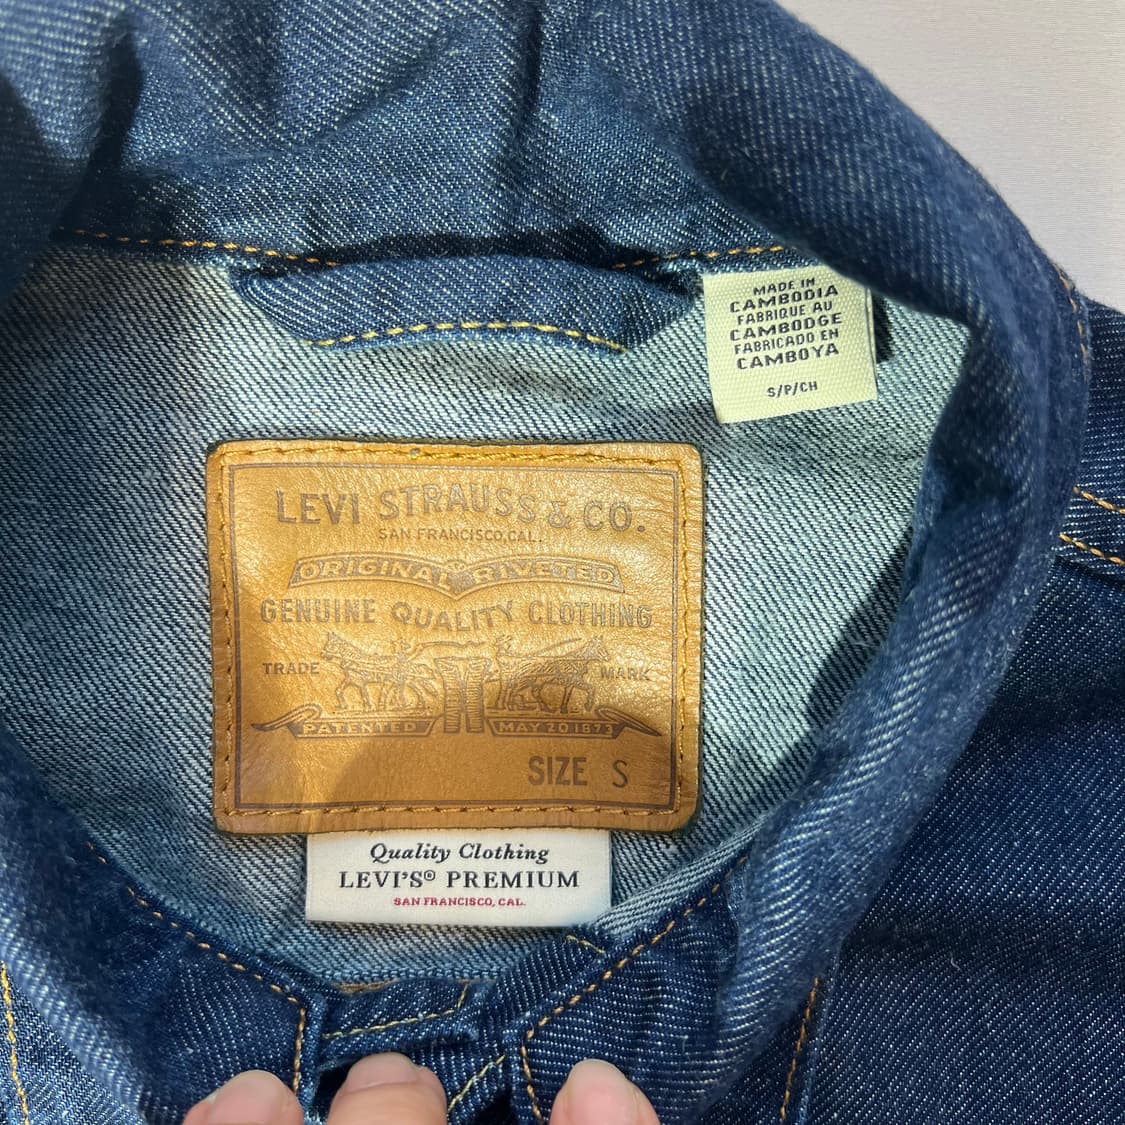 MADE IN
CAMBODIA
FABRIQUE AU
CAMBODGE
FABRICADO EN
CAMBOYA
S/P/CH
LEVI STRAUSS & CO.
SAN FRANCISCO, CAL.
ORIGINAL RIVETED
GENUINE QUALITY CLOTHING
TRADE MARK
PATENTED MAY 20 1873
SIZE S
Quality Clothing
LEVI'S® PREMIUM
SAN FRANCISCO, CAL.